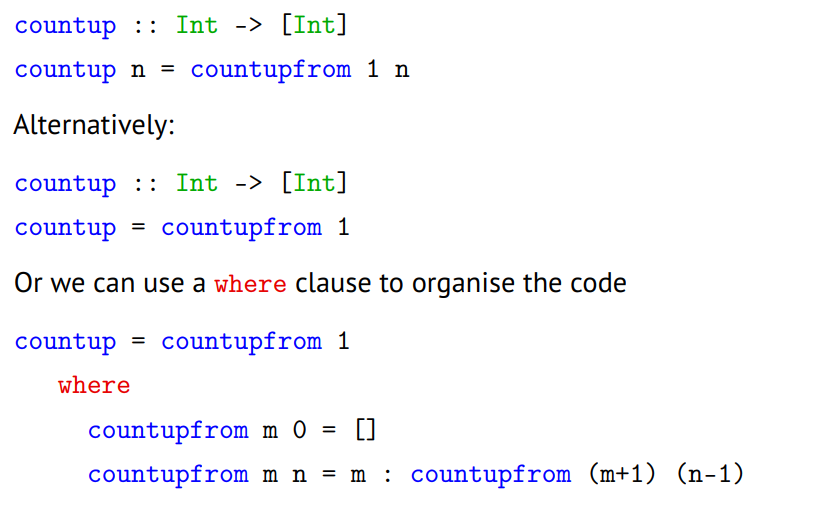 countup :: Int -> [Int]
countup n = countupfrom 1 n
Alternatively:
countup :: Int -> [Int]
countup = countupfrom 1
Or we can use a where clause to organise the code
countup = countupfrom 1
where
countupfrom m 0 = []
countupfrom m n = m : countupfrom (m+1) (n-1)